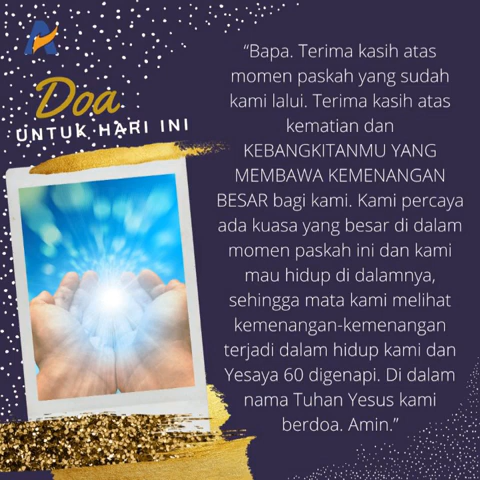 Doa
UNTUK HARI INI
“Bapa. Terima kasih atas
momen paskah yang sudah
kami lalui. Terima kasih atas
kematian dan
KEBANGKITANMU YANG
MEMBAWA KEMENANGAN
BESAR bagi kami. Kami percaya
ada kuasa yang besar di dalam
momen paskah ini dan kami
mau hidup di dalamnya,
sehingga mata kami melihat
kemenangan-kemenangan
terjadi dalam hidup kami dan
Yesaya 60 digenapi. Di dalam
nama Tuhan Yesus kami
berdoa. Amin.”